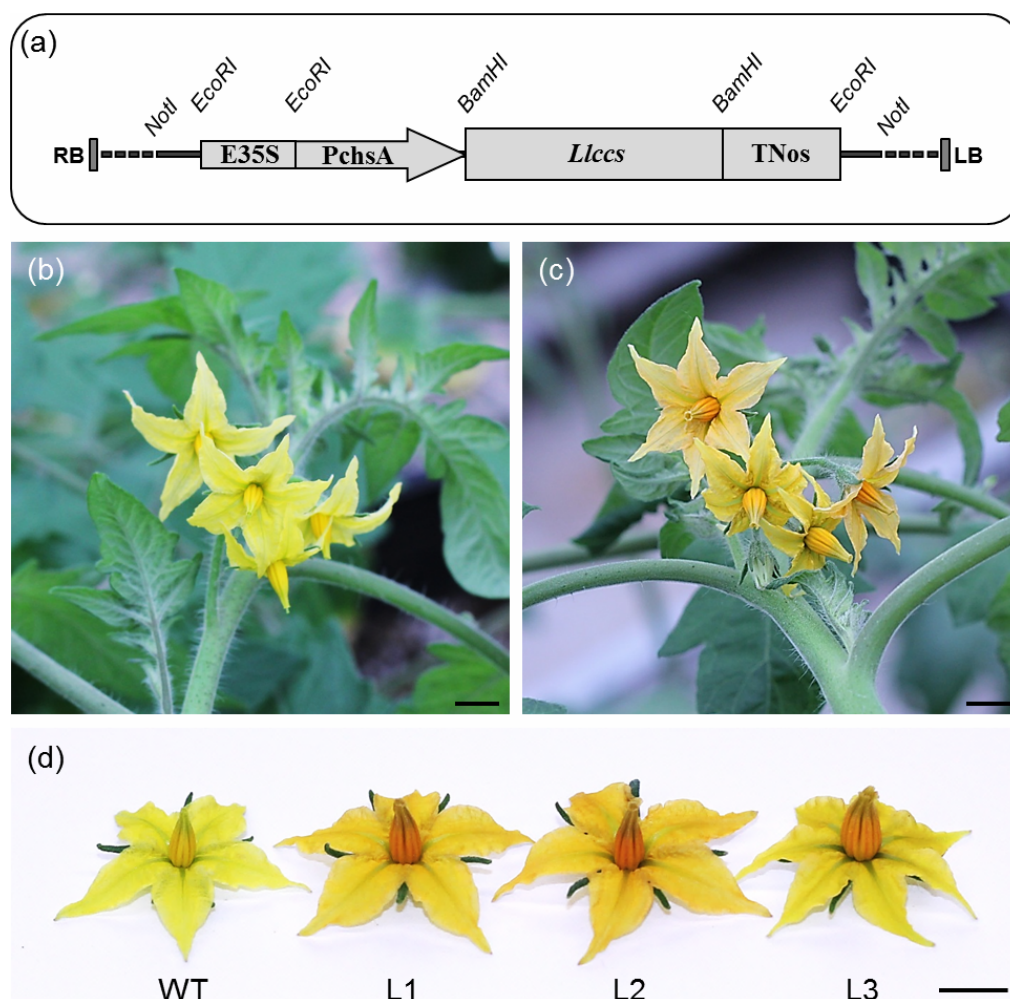 (a)
NotI EcoRI EcoRI BamHI BamHI EcoRI NotI
RB E35S PchsA Llccs TNos LB
(b) (c)
(d)
WT L1 L2 L3